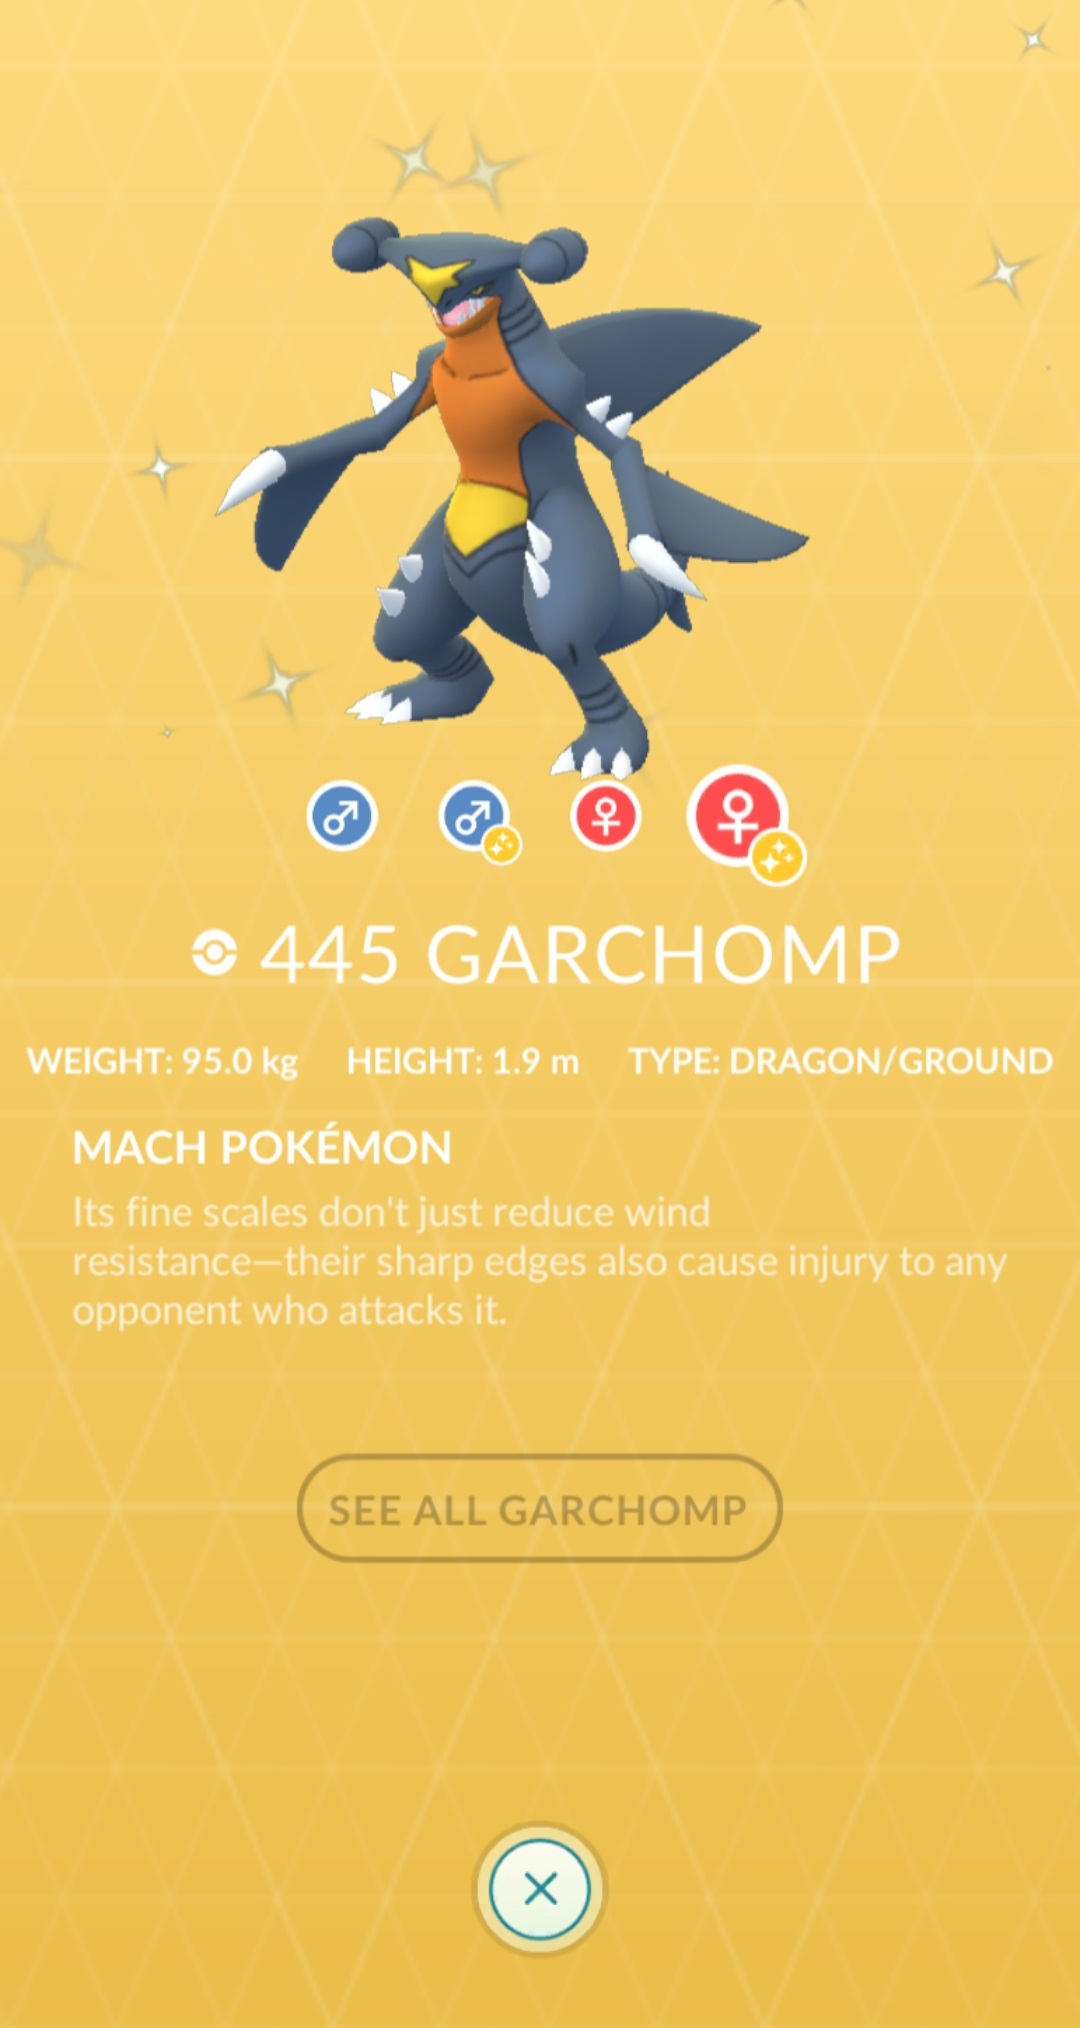 445 GARCHOMP
WEIGHT: 95.0 kg HEIGHT: 1.9 m TYPE: DRAGON/GROUND
MACH POKÉMON
Its fine scales don't just reduce wind
resistance—their sharp edges also cause injury to any
opponent who attacks it.
SEE ALL GARCHOMP